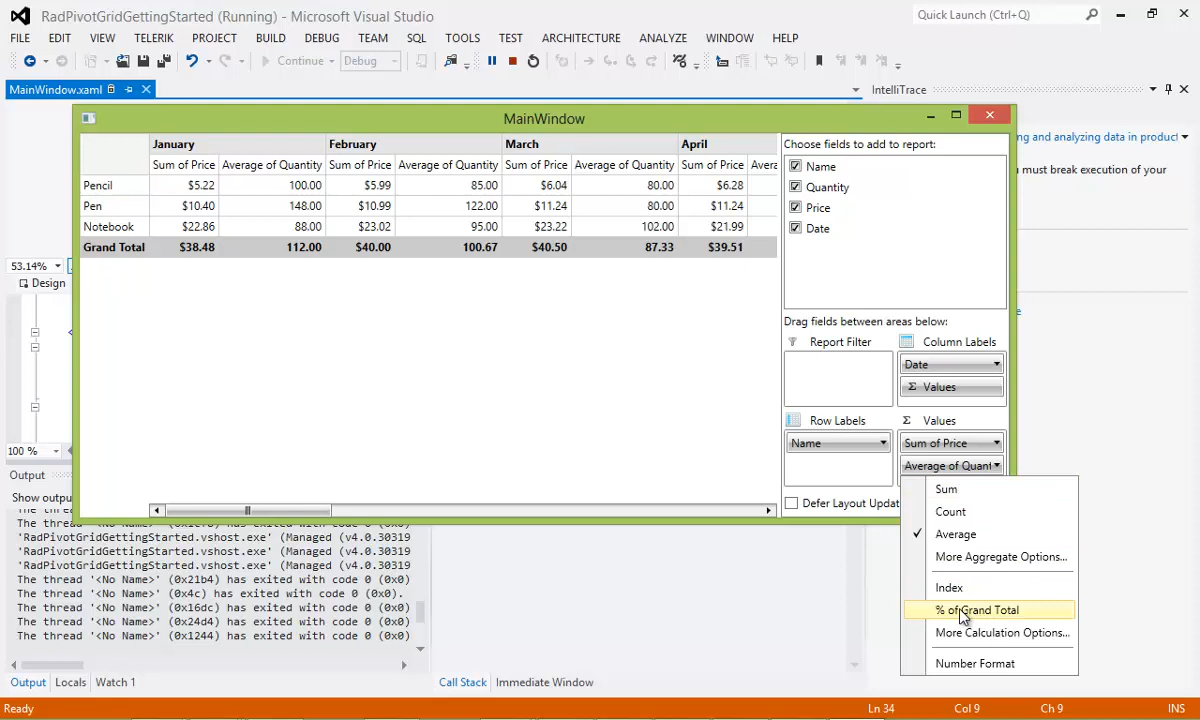 RadPivotGridGettingStarted (Running) - Microsoft Visual Studio
Quick Launch (Ctrl+Q)
FILE EDIT VIEW TELERIK PROJECT BUILD DEBUG TEAM SQL TOOLS TEST ARCHITECTURE ANALYZE WINDOW HELP
Continue Debug
MainWindow.xaml
IntelliTrace
MainWindow
ng and analyzing data in product
must break execution of your
January February March April
Sum of Price Average of Quantity Sum of Price Average of Quantity Sum of Price Average of Quantity Sum of Price Avera
Pencil $5.22 100.00 $5.99 85.00 $6.04 80.00 $6.28
Pen $10.40 148.00 $10.99 122.00 $11.24 80.00 $11.24
Notebook $22.86 88.00 $23.02 95.00 $23.22 102.00 $21.99
Grand Total $38.48 112.00 $40.00 100.67 $40.50 87.33 $39.51
Choose fields to add to report:
Name
Quantity
Price
Date
53.14%
Design
100 %
Drag fields between areas below:
Report Filter
Column Labels
Date
Σ Values
Row Labels
Σ Values
Name
Sum of Price
Average of Quant
Defer Layout Updat
Sum
Count
Average
More Aggregate Options...
Index
% of Grand Total
More Calculation Options...
Number Format
Output
Show outpu
'RadPivotGridGettingStarted.vshost.exe' (Managed (v4.0.30319
'RadPivotGridGettingStarted.vshost.exe' (Managed (v4.0.30319
'RadPivotGridGettingStarted.vshost.exe' (Managed (v4.0.30319
The thread '<No Name>' (0x21b4) has exited with code 0 (0x0)
The thread '<No Name>' (0x4c) has exited with code 0 (0x0).
The thread '<No Name>' (0x16dc) has exited with code 0 (0x0)
The thread '<No Name>' (0x24d4) has exited with code 0 (0x0)
The thread '<No Name>' (0x1244) has exited with code 0 (0x0)
Output Locals Watch 1
Call Stack Immediate Window
Ready
Ln 34 Col 9 Ch 9 INS